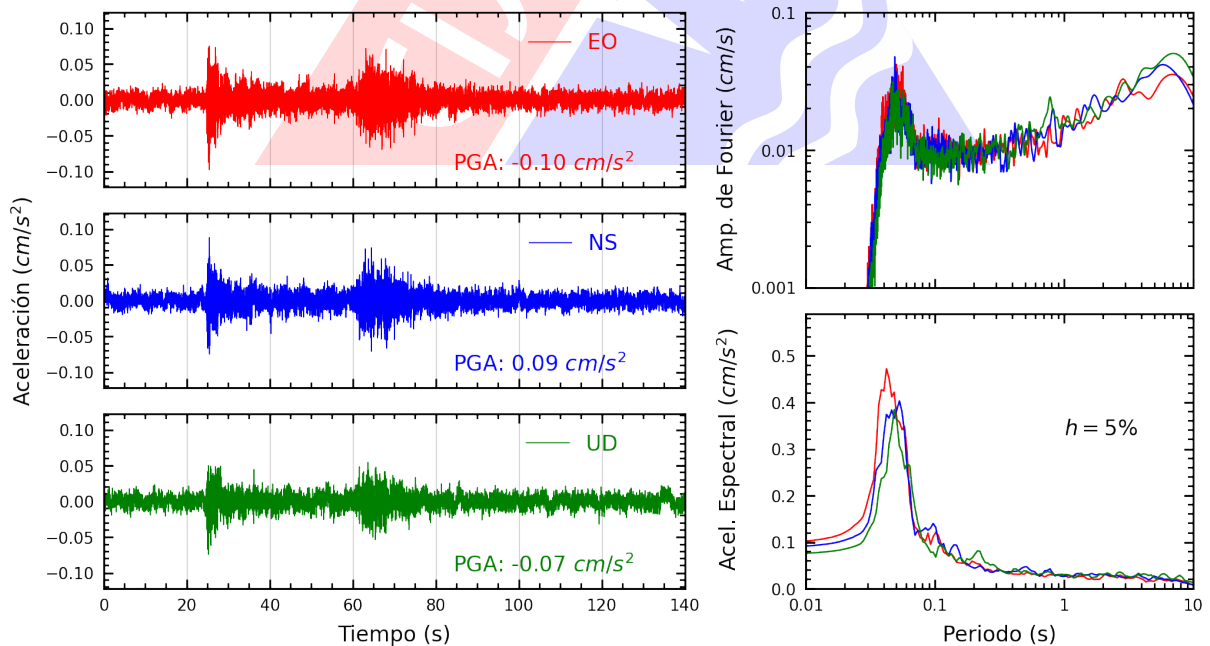 Aceleración (cm/s²)
0.10
0.05
0.00
−0.05
−0.10
EO
PGA: -0.10 cm/s²
0.10
0.05
0.00
−0.05
−0.10
NS
PGA: 0.09 cm/s²
0.10
0.05
0.00
−0.05
−0.10
UD
PGA: -0.07 cm/s²
0 20 40 60 80 100 120 140
Tiempo (s)
Amp. de Fourier (cm/s)
0.1
0.01
0.001
Acel. Espectral (cm/s²)
0.5
0.4
0.3
0.2
0.1
0.0
h = 5%
0.01 0.1 1 10
Periodo (s)